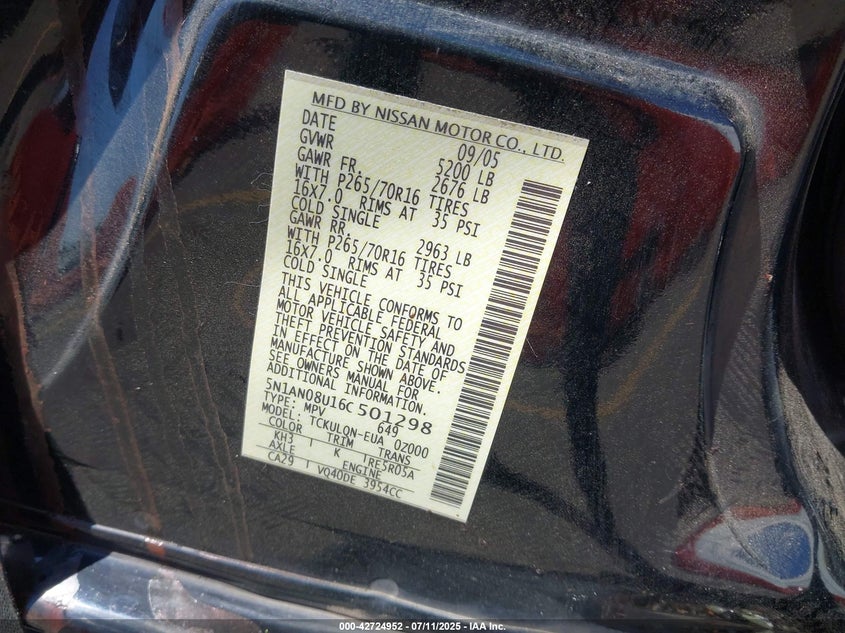 MFD BY NISSAN MOTOR CO., LTD.
DATE 09/05
GVWR 5200 LB
GAWR FR. 2676 LB
WITH P265/70R16 TIRES
16X7.0 RIMS AT 35 PSI
COLD SINGLE
GAWR RR. 2963 LB
WITH P265/70R16 TIRES
16X7.0 RIMS AT 35 PSI
COLD SINGLE
THIS VEHICLE CONFORMS TO
ALL APPLICABLE FEDERAL
MOTOR VEHICLE SAFETY AND
THEFT PREVENTION STANDARDS
IN EFFECT ON THE DATE OF
MANUFACTURE SHOWN ABOVE.
SEE OWNERS MANUAL FOR
ADDITIONAL INFORMATION.
5N1AN08U16C501298
TYPE: MPV 649
MODEL: TCKULON-EUA 0Z000
COLOR TRIM TRANS
KH3 K RE5R05A
AXLE ENGINE
CA29 VQ40DE 3954CC
000-42724952 - 07/11/2025 - IAA Inc.